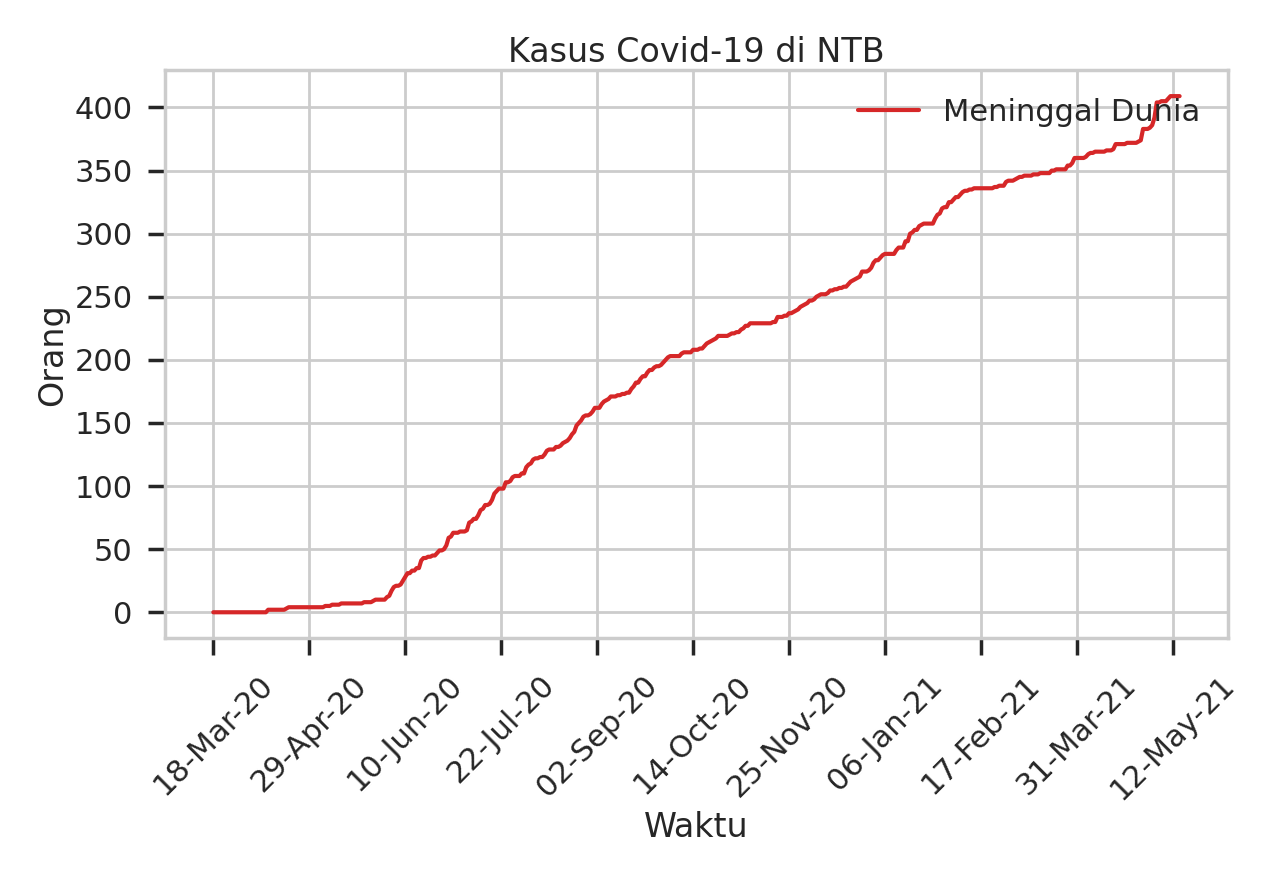 Kasus Covid-19 di NTB
Meninggal Dunia
Orang
400
350
300
250
200
150
100
50
0
18-Mar-20
29-Apr-20
10-Jun-20
22-Jul-20
02-Sep-20
14-Oct-20
25-Nov-20
06-Jan-21
17-Feb-21
31-Mar-21
12-May-21
Waktu